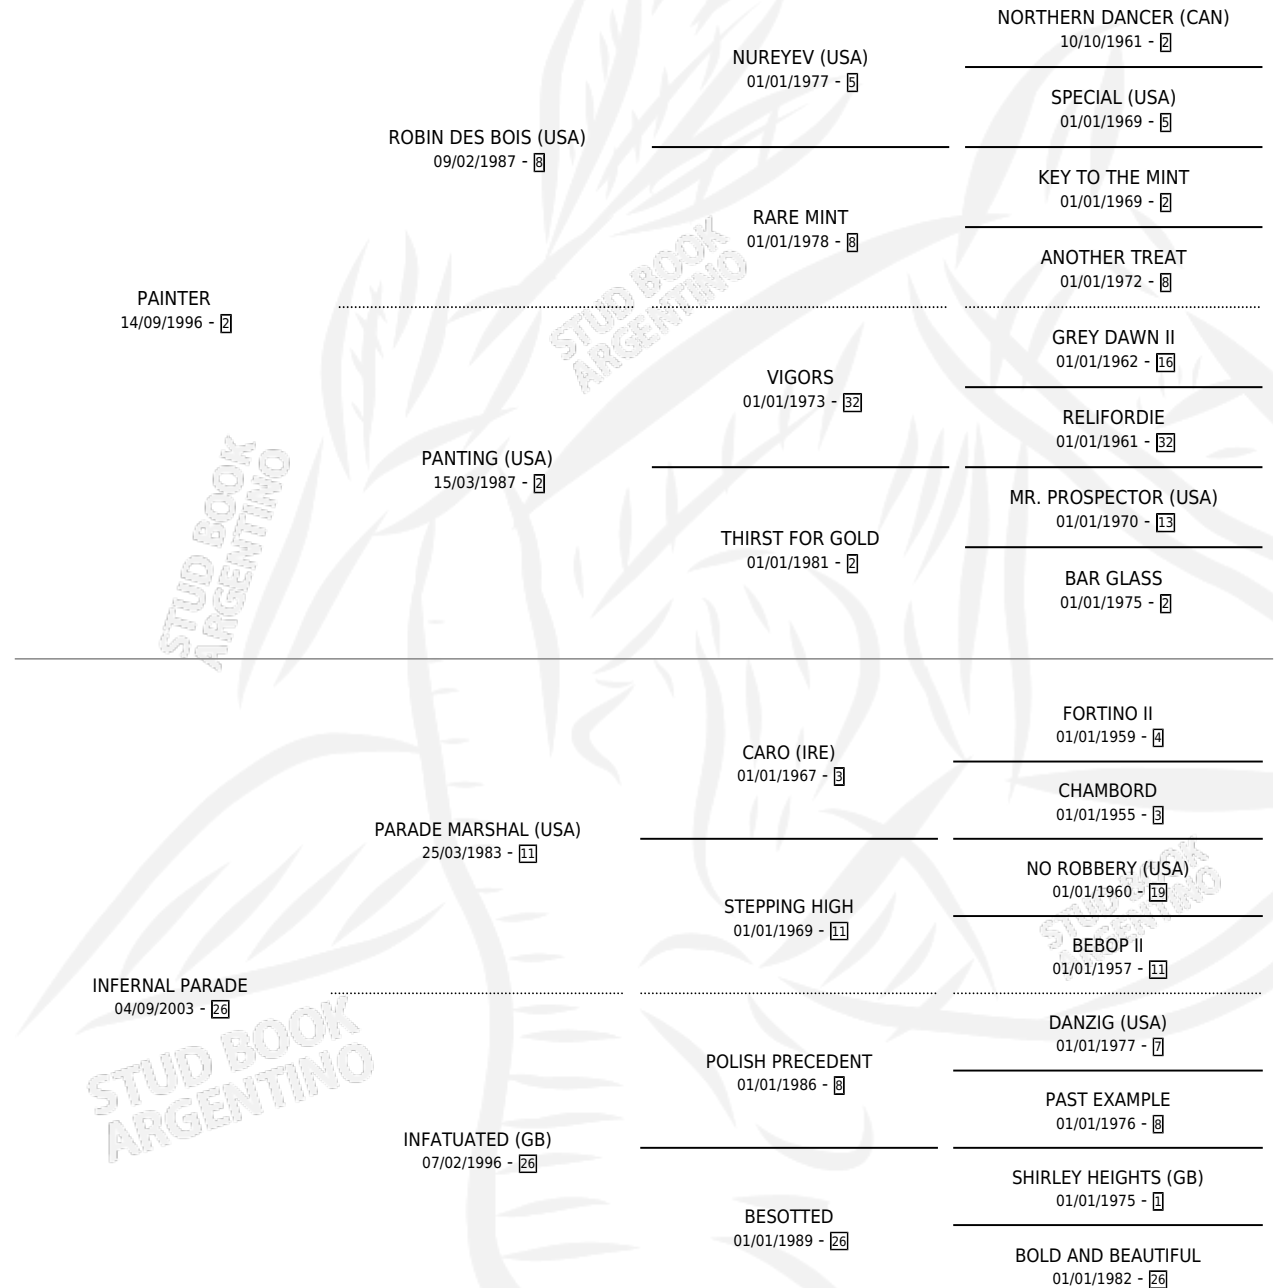 NORTHERN DANCER (CAN)
10/10/1961 - 2
NUREYEV (USA)
01/01/1977 - 5
SPECIAL (USA)
01/01/1969 - 5
ROBIN DES BOIS (USA)
09/02/1987 - 8
KEY TO THE MINT
01/01/1969 - 2
RARE MINT
01/01/1978 - 8
ANOTHER TREAT
01/01/1972 - 8
PAINTER
14/09/1996 - 2
GREY DAWN II
01/01/1962 - 16
VIGORS
01/01/1973 - 32
RELIFORDIE
01/01/1961 - 32
PANTING (USA)
15/03/1987 - 2
MR. PROSPECTOR (USA)
01/01/1970 - 13
THIRST FOR GOLD
01/01/1981 - 2
BAR GLASS
01/01/1975 - 2
FORTINO II
01/01/1959 - 4
CARO (IRE)
01/01/1967 - 3
CHAMBORD
01/01/1955 - 3
PARADE MARSHAL (USA)
25/03/1983 - 11
NO ROBBERY (USA)
01/01/1960 - 19
STEPPING HIGH
01/01/1969 - 11
BEBOP II
01/01/1957 - 11
INFERNAL PARADE
04/09/2003 - 26
DANZIG (USA)
01/01/1977 - 7
POLISH PRECEDENT
01/01/1986 - 8
PAST EXAMPLE
01/01/1976 - 8
INFATUATED (GB)
07/02/1996 - 26
SHIRLEY HEIGHTS (GB)
01/01/1975 - 1
BESOTTED
01/01/1989 - 26
BOLD AND BEAUTIFUL
01/01/1982 - 26
STUD BOOK
ARGENTINO
STUD BOOK
ARGENTINO
STUD BOOK
ARGENTINO
STUD BOOK
ARGENTINO